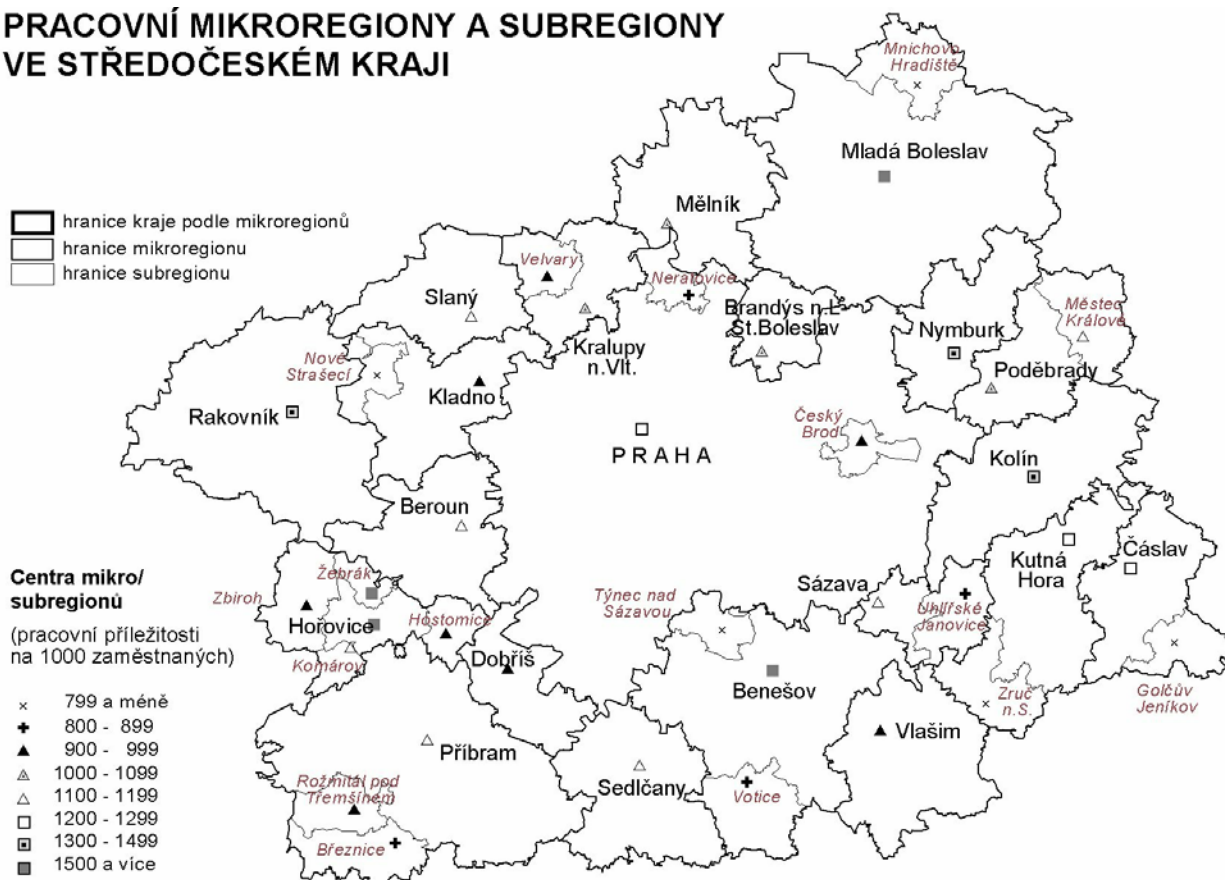 PRACOVNÍ MIKROREGIONY A SUBREGIONY
VE STŘEDOČESKÉM KRAJI
hranice kraje podle mikroregionů
hranice mikroregionu
hranice subregionu
Mnichovo
Hradiště
Mladá Boleslav
Mělník
Velvary
Neratovice
Slaný
Brandýs n.L
St.Boleslav
Městec
Králové
Nymburk
Kralupy
n.Vlt.
Nové
Strašecí
Poděbrady
Kladno
Rakovník
Český
Brod
PRAHA
Kolín
Beroun
Kutná
Hora
Čáslav
Sázava
Žebrák
Týnec nad
Sázavou
Zbiroh
Uhlířské
Janovice
Hořovice
Hostomice
Komárov
Dobříš
Benešov
Zruč
n.S.
Golčův
Jeníkov
Vlašim
Příbram
Sedlčany
Rožmitál pod
Třemšínem
Votice
Březnice
Centra mikro/
subregionů
(pracovní příležitosti
na 1000 zaměstnaných)
799 a méně
800 - 899
900 - 999
1000 - 1099
1100 - 1199
1200 - 1299
1300 - 1499
1500 a více